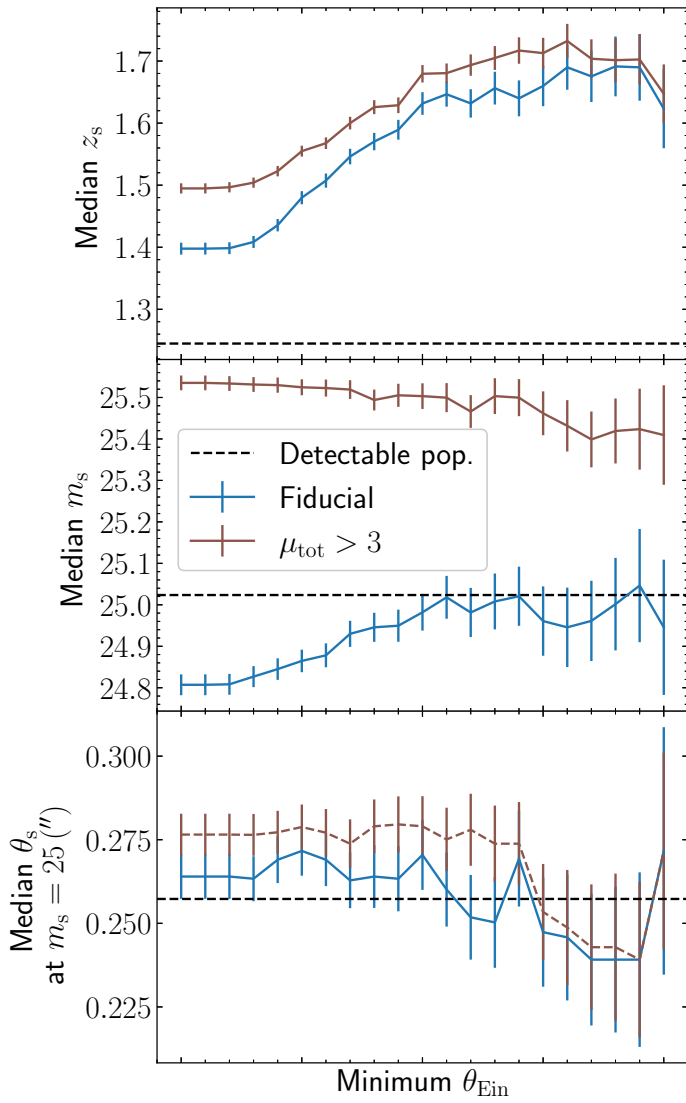 1.7
1.6
1.5
1.4
1.3
Median z_s
25.5
25.4
25.3
25.2
25.1
25.0
24.9
24.8
Median m_s
Detectable pop.
Fiducial
μ_tot > 3
0.300
0.275
0.250
0.225
Median θ_s
at m_s = 25 (″)
Minimum θ_Ein